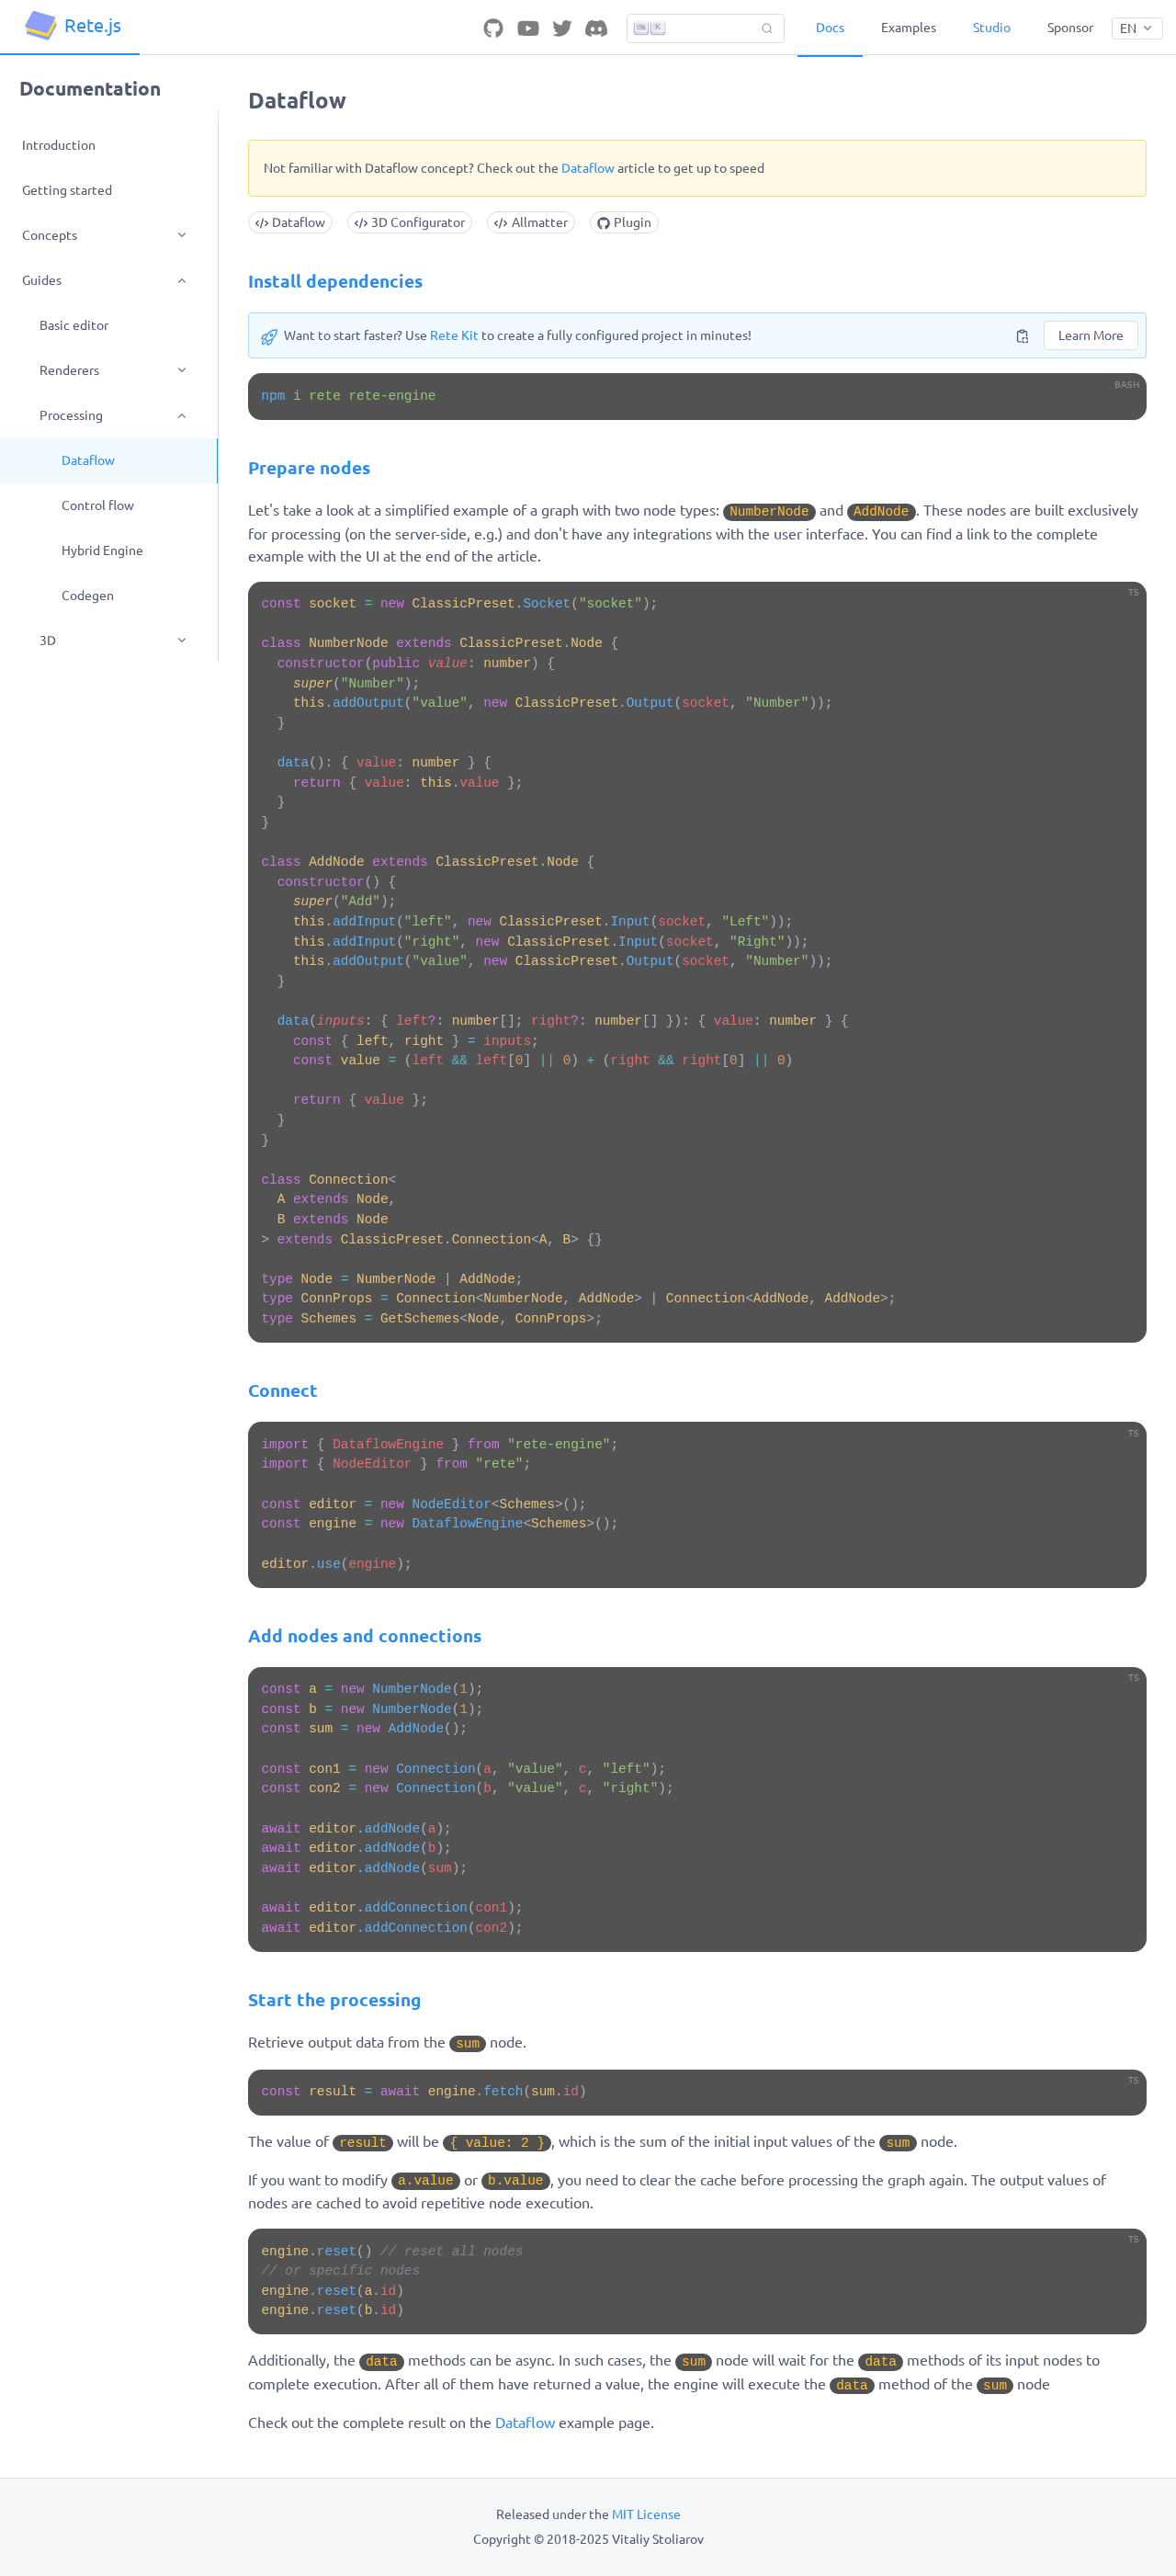 Rete.js
Docs
Examples
Studio
Sponsor
EN
Documentation
Introduction
Getting started
Concepts
Guides
Basic editor
Renderers
Processing
Dataflow
Control flow
Hybrid Engine
Codegen
3D
Dataflow
Not familiar with Dataflow concept? Check out the Dataflow article to get up to speed
</> Dataflow
</> 3D Configurator
</> Allmatter
Plugin
Install dependencies
Want to start faster? Use Rete Kit to create a fully configured project in minutes!
Learn More
BASH
npm i rete rete-engine
Prepare nodes
Let's take a look at a simplified example of a graph with two node types: NumberNode and AddNode. These nodes are built exclusively
for processing (on the server-side, e.g.) and don't have any integrations with the user interface. You can find a link to the complete
example with the UI at the end of the article.
TS
const socket = new ClassicPreset.Socket("socket");

class NumberNode extends ClassicPreset.Node {
  constructor(public value: number) {
    super("Number");
    this.addOutput("value", new ClassicPreset.Output(socket, "Number"));
  }

  data(): { value: number } {
    return { value: this.value };
  }
}

class AddNode extends ClassicPreset.Node {
  constructor() {
    super("Add");
    this.addInput("left", new ClassicPreset.Input(socket, "Left"));
    this.addInput("right", new ClassicPreset.Input(socket, "Right"));
    this.addOutput("value", new ClassicPreset.Output(socket, "Number"));
  }

  data(inputs: { left?: number[]; right?: number[] }): { value: number } {
    const { left, right } = inputs;
    const value = (left && left[0] || 0) + (right && right[0] || 0)

    return { value };
  }
}

class Connection<
  A extends Node,
  B extends Node
> extends ClassicPreset.Connection<A, B> {}

type Node = NumberNode | AddNode;
type ConnProps = Connection<NumberNode, AddNode> | Connection<AddNode, AddNode>;
type Schemes = GetSchemes<Node, ConnProps>;
Connect
TS
import { DataflowEngine } from "rete-engine";
import { NodeEditor } from "rete";

const editor = new NodeEditor<Schemes>();
const engine = new DataflowEngine<Schemes>();

editor.use(engine);
Add nodes and connections
TS
const a = new NumberNode(1);
const b = new NumberNode(1);
const sum = new AddNode();

const con1 = new Connection(a, "value", c, "left");
const con2 = new Connection(b, "value", c, "right");

await editor.addNode(a);
await editor.addNode(b);
await editor.addNode(sum);

await editor.addConnection(con1);
await editor.addConnection(con2);
Start the processing
Retrieve output data from the sum node.
TS
const result = await engine.fetch(sum.id)
The value of result will be { value: 2 }, which is the sum of the initial input values of the sum node.
If you want to modify a.value or b.value, you need to clear the cache before processing the graph again. The output values of
nodes are cached to avoid repetitive node execution.
TS
engine.reset() // reset all nodes
// or specific nodes
engine.reset(a.id)
engine.reset(b.id)
Additionally, the data methods can be async. In such cases, the sum node will wait for the data methods of its input nodes to
complete execution. After all of them have returned a value, the engine will execute the data method of the sum node
Check out the complete result on the Dataflow example page.
Released under the MIT License
Copyright © 2018-2025 Vitaliy Stoliarov